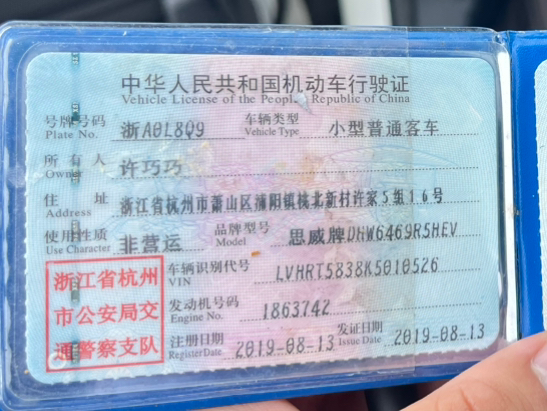 中华人民共和国机动车行驶证
Vehicle License of the People's Republic of China
号牌号码 浙A0L8Q9 车辆类型 小型普通客车
Plate No. Vehicle Type
所有人 许巧巧
Owner
住址 浙江省杭州市萧山区浦阳镇桃北新村许家5组16号
Address
使用性质 非营运 品牌型号 思威牌DHW6469R5HEV
Use Character Model
浙江省杭州
市公安局交
通警察支队
车辆识别代号 LVHRT5838K5010526
VIN
发动机号码 1863742
Engine No.
注册日期 2019-08-13 发证日期 2019-08-13
Register Date Issue Date